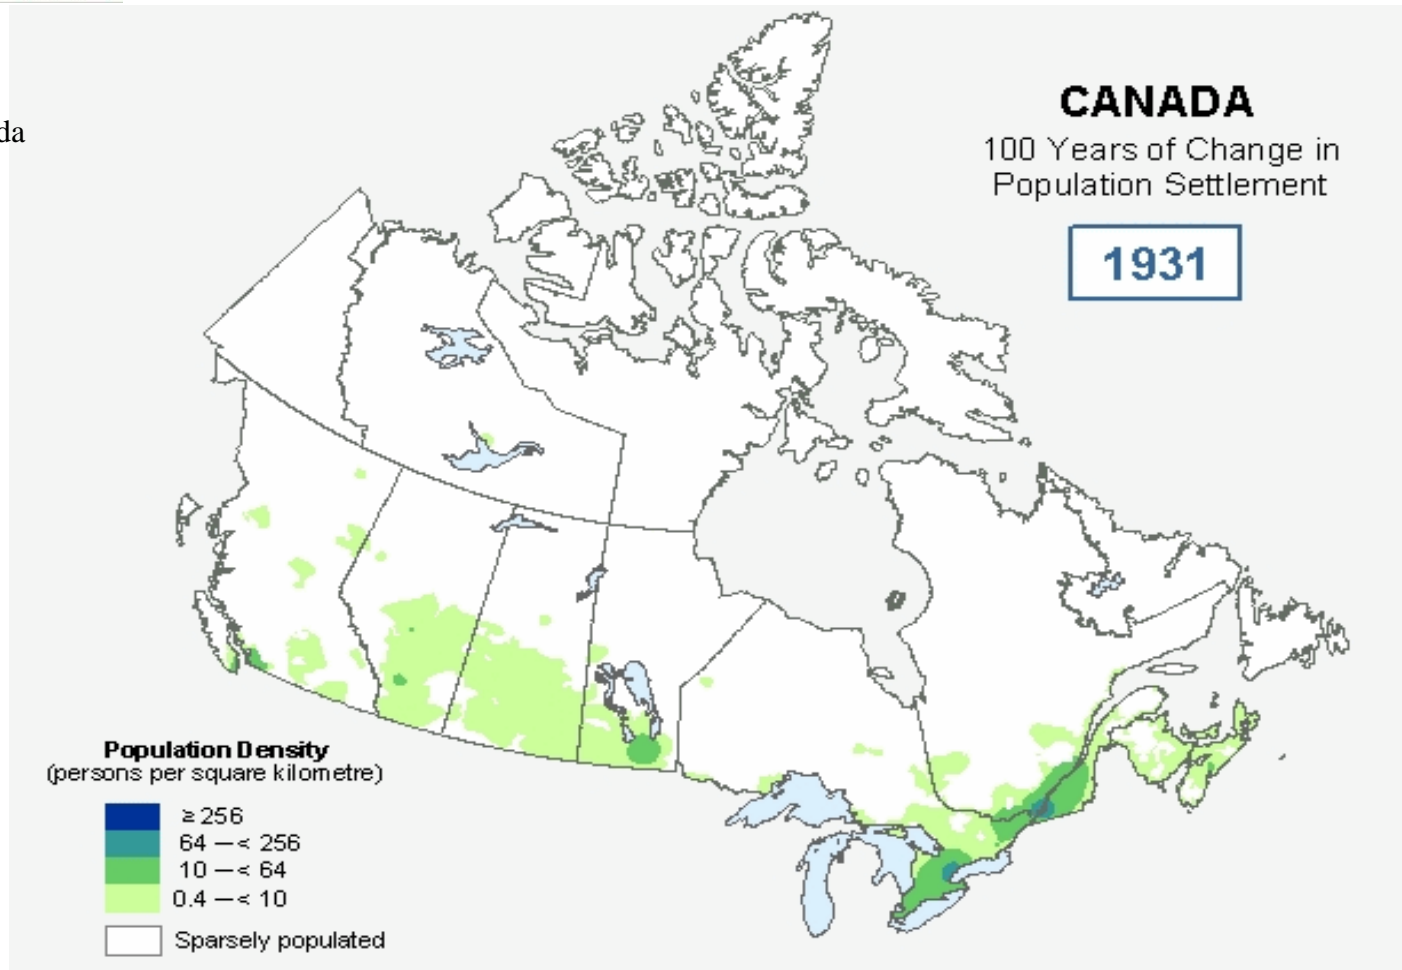 da
CANADA
100 Years of Change in
Population Settlement
1931
Population Density
(persons per square kilometre)
≥ 256
64 —< 256
10 —< 64
0.4 —< 10
Sparsely populated